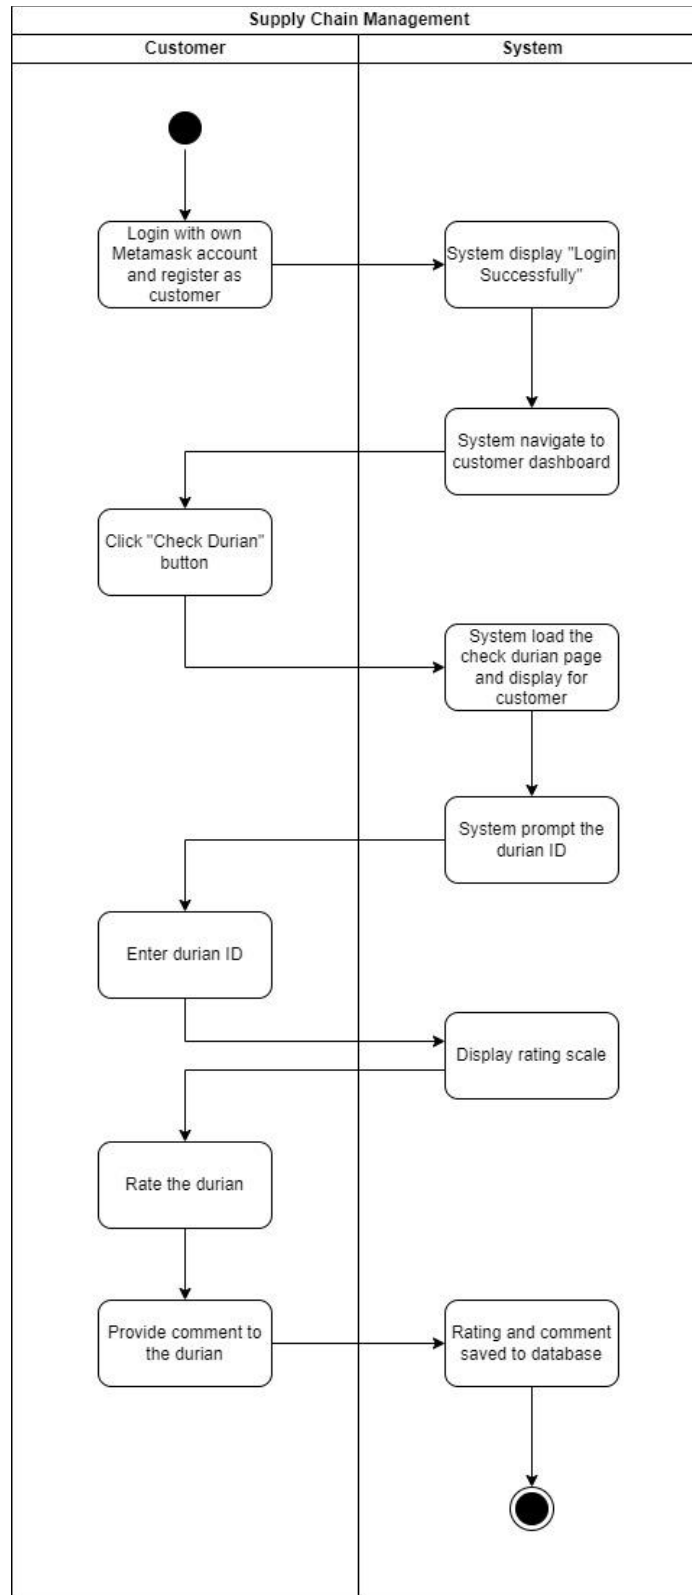 Supply Chain Management
Customer
System
Login with own
Metamask account
and register as
customer
System display "Login
Successfully"
System navigate to
customer dashboard
Click "Check Durian"
button
System load the
check durian page
and display for
customer
System prompt the
durian ID
Enter durian ID
Display rating scale
Rate the durian
Provide comment to
the durian
Rating and comment
saved to database